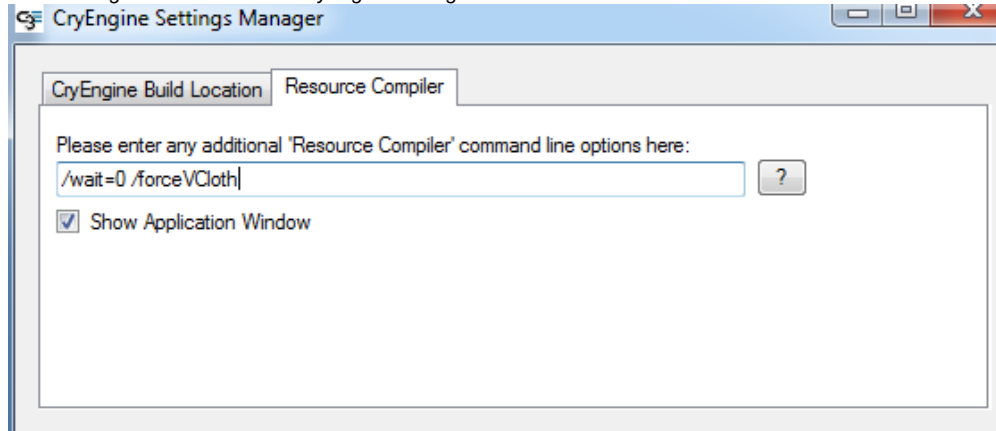 CryEngine Settings Manager
CryEngine Build Location
Resource Compiler
Please enter any additional 'Resource Compiler' command line options here:
/wait=0 /forceVCloth
?
Show Application Window